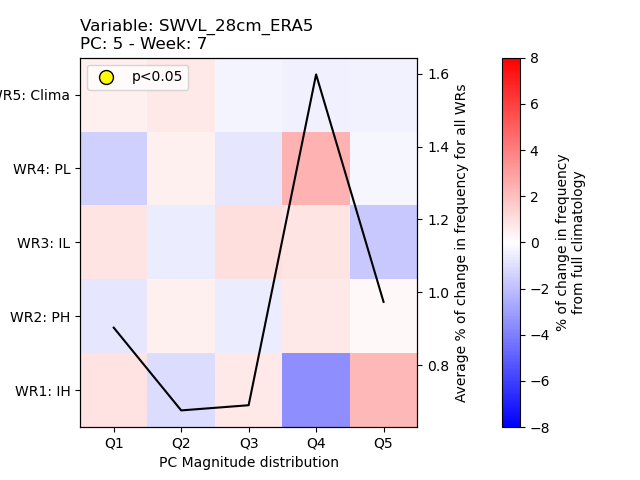 Variable: SWVL_28cm_ERA5
PC: 5 - Week: 7
p<0.05
WR5: Clima
WR4: PL
WR3: IL
WR2: PH
WR1: IH
Q1 Q2 Q3 Q4 Q5
PC Magnitude distribution
1.6
1.4
1.2
1.0
0.8
Average % of change in frequency for all WRs
8
6
4
2
0
−2
−4
−6
−8
% of change in frequency
from full climatology